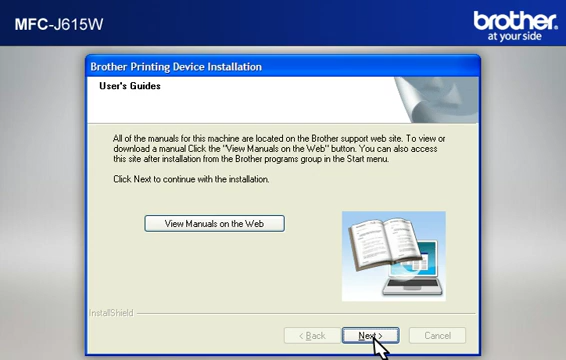 MFC-J615W
brother.
at your side
Brother Printing Device Installation
User's Guides
All of the manuals for this machine are located on the Brother support web site. To view or
download a manual Click the "View Manuals on the Web" button. You can also access
this site after installation from the Brother programs group in the Start menu.
Click Next to continue with the installation.
View Manuals on the Web
InstallShield
< Back
Next >
Cancel